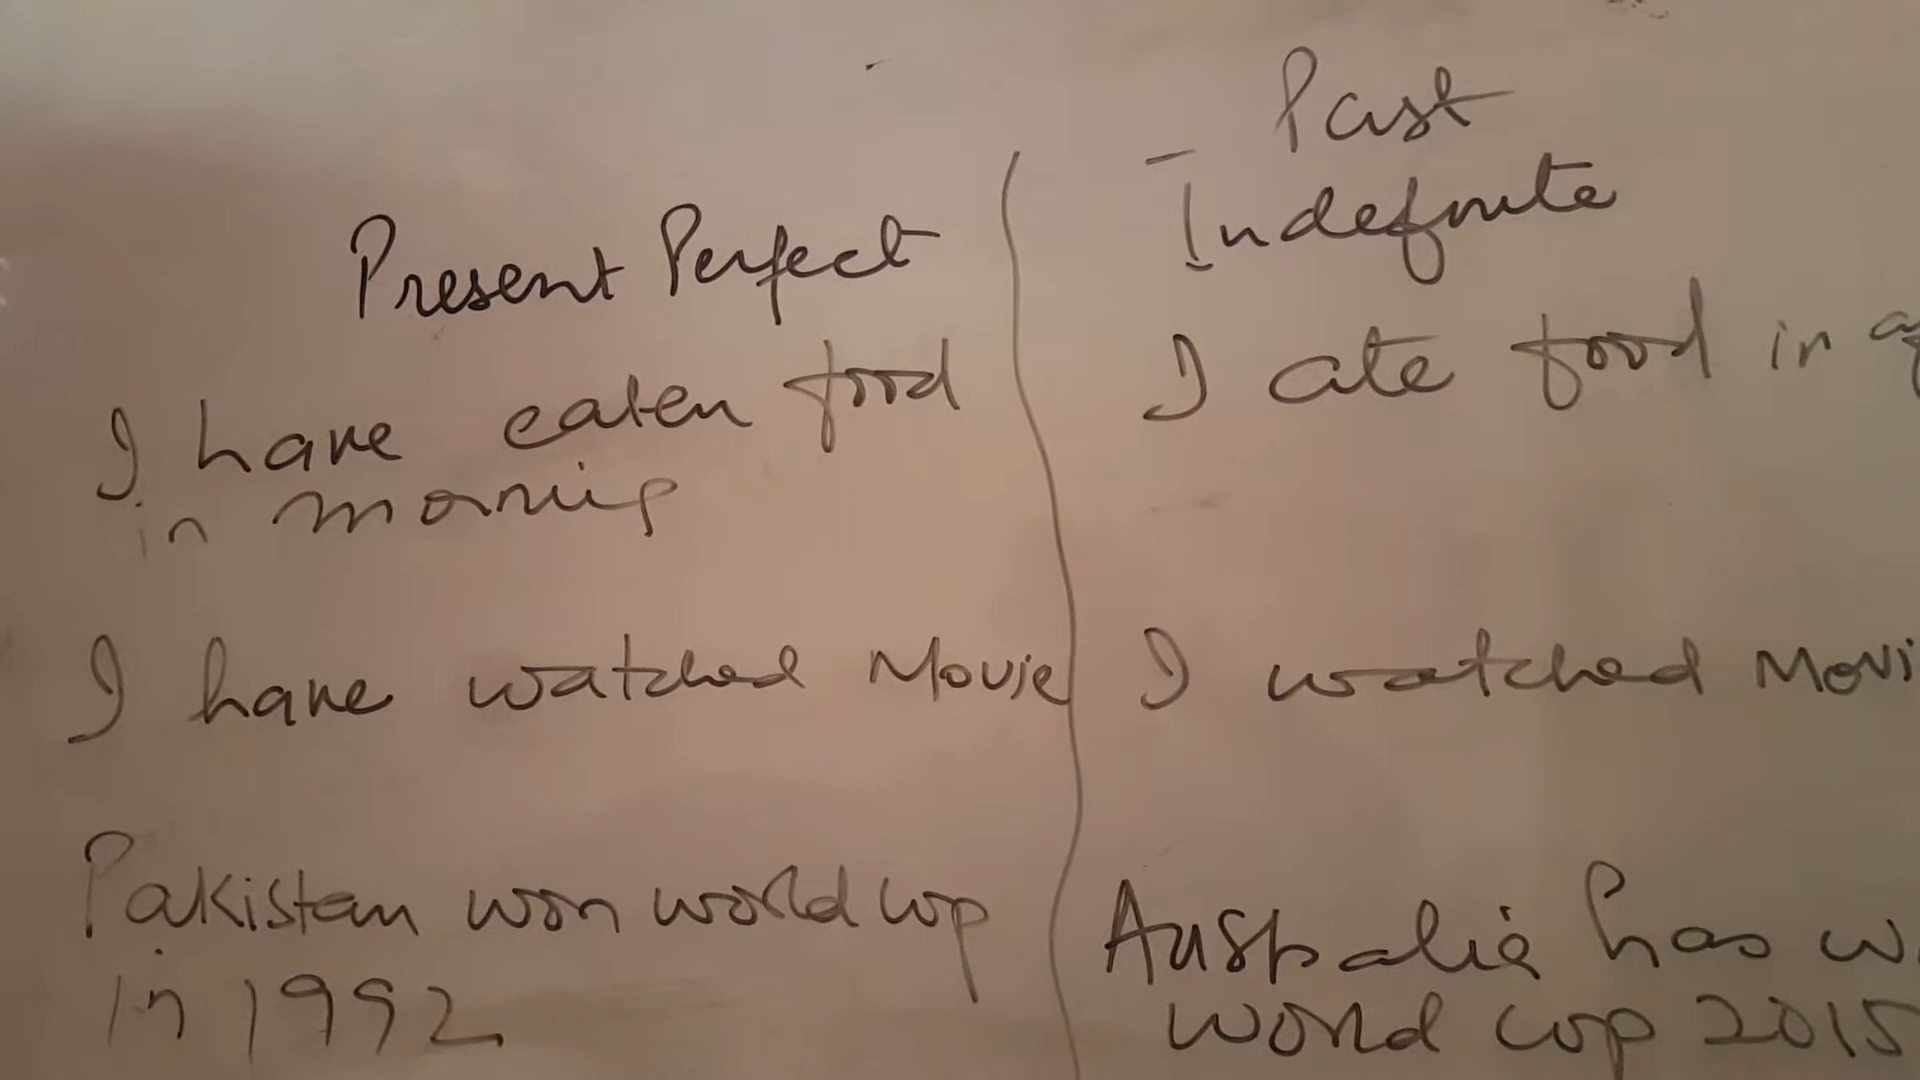 Present Perfect
I have eaten food
in morning
I have watched Movie
Pakistan won world cup
in 1992
Past
Indefinite
I ate food in
I watched
Australia has
world cup 2015